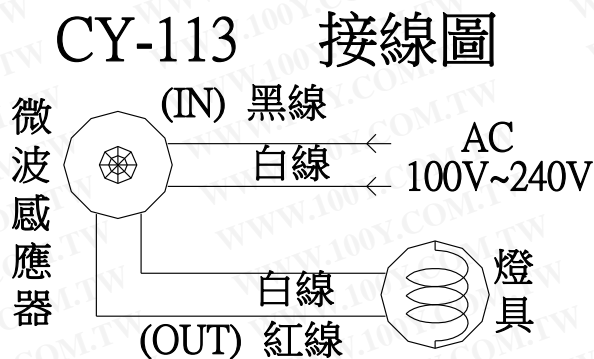 CY-113 接線圖
微波感應器
(IN) 黑線
白線
AC
100V~240V
白線
(OUT) 紅線
燈具
WWW.100Y.COM.TW